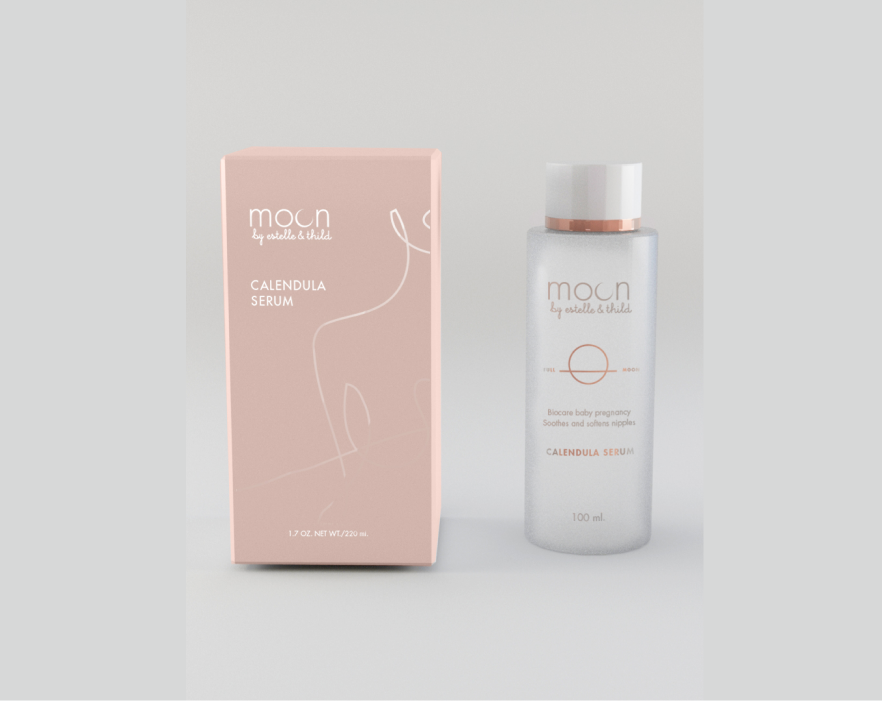 moon
by estelle & thild
CALENDULA
SERUM
1.7 OZ. NET WT./220 mL
moon
by estelle & thild
Biocare baby pregnancy
Soothes and softens nipples
CALENDULA SERUM
100 ml.